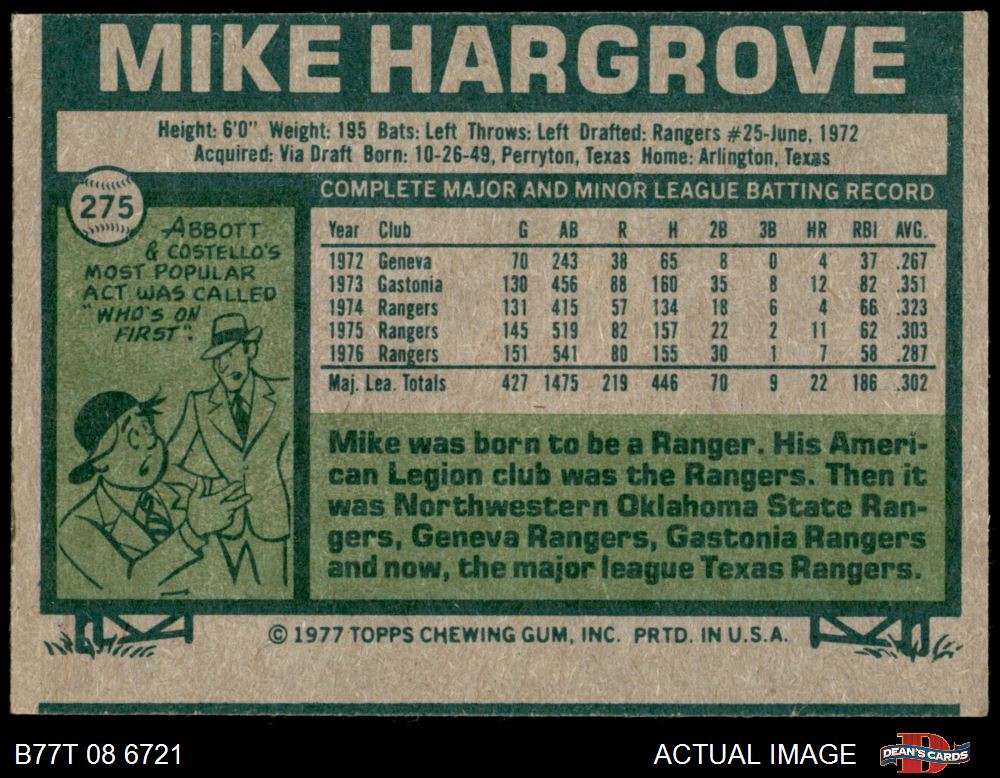 MIKE HARGROVE
Height: 6'0" Weight: 195 Bats: Left Throws: Left Drafted: Rangers #25-June, 1972
Acquired: Via Draft Born: 10-26-49, Perryton, Texas Home: Arlington, Texas
275
COMPLETE MAJOR AND MINOR LEAGUE BATTING RECORD
ABBOTT
& COSTELLO'S
MOST POPULAR
ACT WAS CALLED
"WHO'S ON
FIRST".
Year Club G AB R H 2B 3B HR RBI AVG.
1972 Geneva 70 243 38 65 8 0 4 37 .267
1973 Gastonia 130 456 88 160 35 8 12 82 .351
1974 Rangers 131 415 57 134 18 6 4 66 .323
1975 Rangers 145 519 82 157 22 2 11 62 .303
1976 Rangers 151 541 80 155 30 1 7 58 .287
Maj. Lea. Totals 427 1475 219 446 70 9 22 186 .302
Mike was born to be a Ranger. His Ameri-
can Legion club was the Rangers. Then it
was Northwestern Oklahoma State Ran-
gers, Geneva Rangers, Gastonia Rangers
and now, the major league Texas Rangers.
© 1977 TOPPS CHEWING GUM, INC. PRTD. IN U.S.A.
B77T 08 6721
ACTUAL IMAGE
D
DEAN'S CARDS